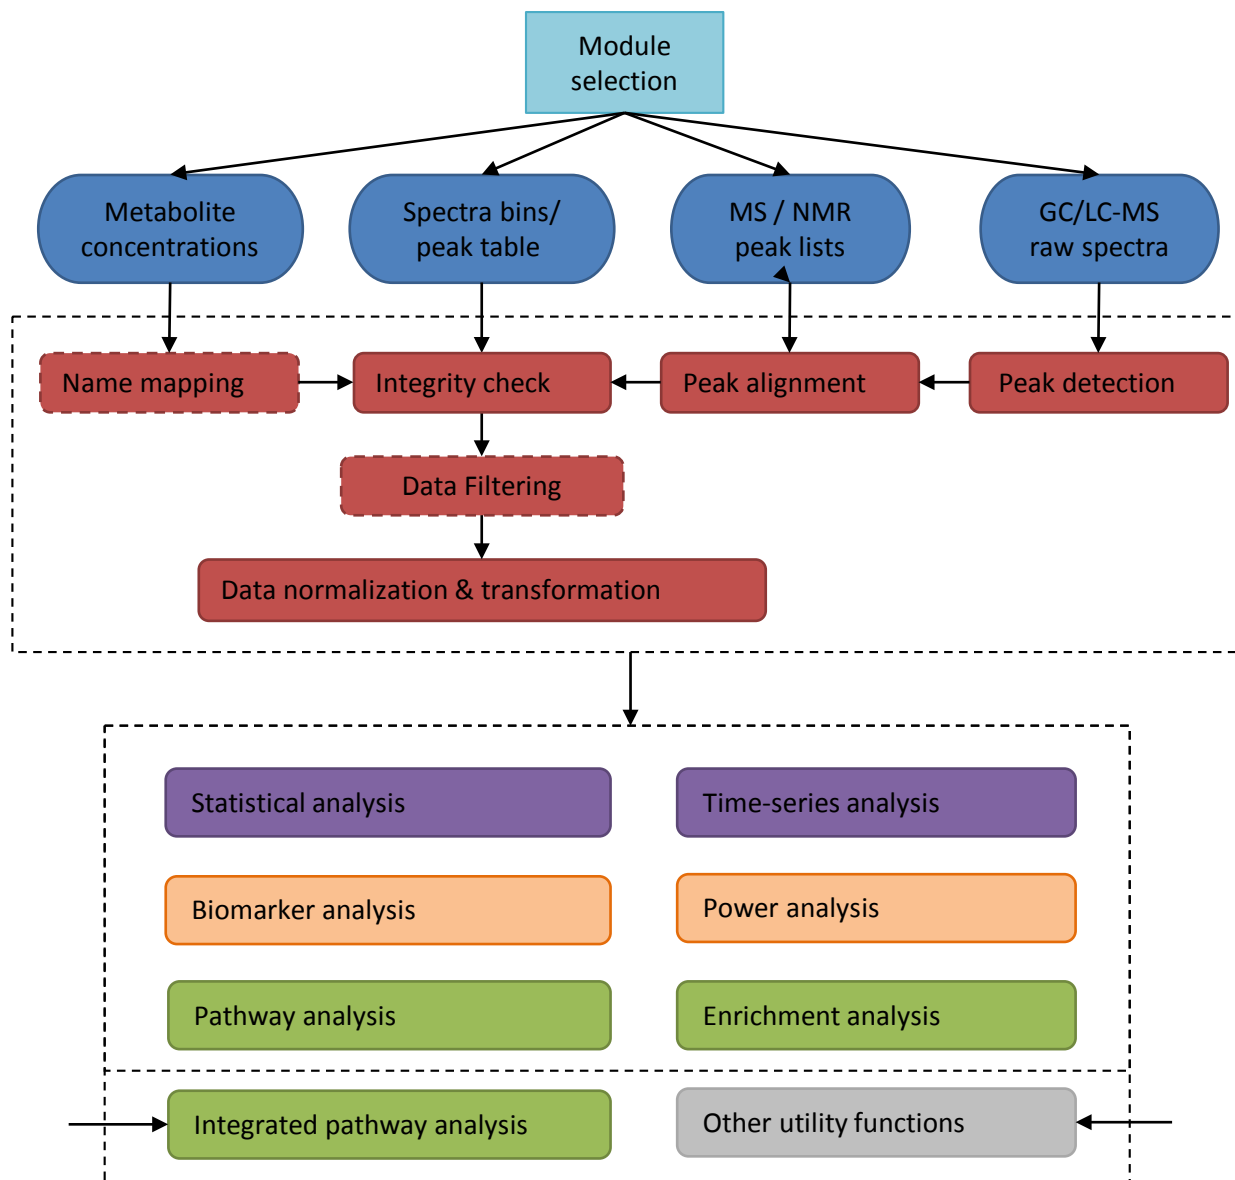 Module
selection
Metabolite
concentrations
Spectra bins/
peak table
MS / NMR
peak lists
GC/LC-MS
raw spectra
Name mapping
Integrity check
Peak alignment
Peak detection
Data Filtering
Data normalization & transformation
Statistical analysis
Time-series analysis
Biomarker analysis
Power analysis
Pathway analysis
Enrichment analysis
Integrated pathway analysis
Other utility functions